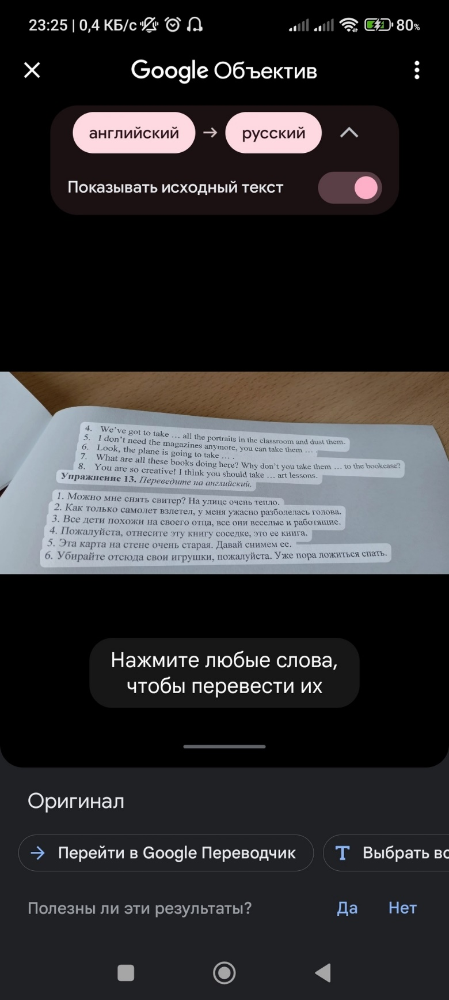 23:25 | 0,4 КБ/с
80%
Google Объектив
английский → русский
Показывать исходный текст
4. We've got to take ... all the portraits in the classroom and dust them.
5. I don't need the magazines anymore, you can take them ... .
6. Look, the plane is going to take ... .
7. What are all these books doing here? Why don't you take them ... to the bookcase?
8. You are so creative! I think you should take ... art lessons.
Упражнение 13. Переведите на английский.
1. Можно мне снять свитер? На улице очень тепло.
2. Как только самолет взлетел, у меня ужасно разболелась голова.
3. Все дети похожи на своего отца, все они веселые и работящие.
4. Пожалуйста, отнесите эту книгу соседке, это ее книга.
5. Эта карта на стене очень старая. Давай снимем ее.
6. Убирайте отсюда свои игрушки, пожалуйста. Уже пора ложиться спать.
Нажмите любые слова,
чтобы перевести их
Оригинал
Перейти в Google Переводчик
Выбрать вс
Полезны ли эти результаты?
Да
Нет